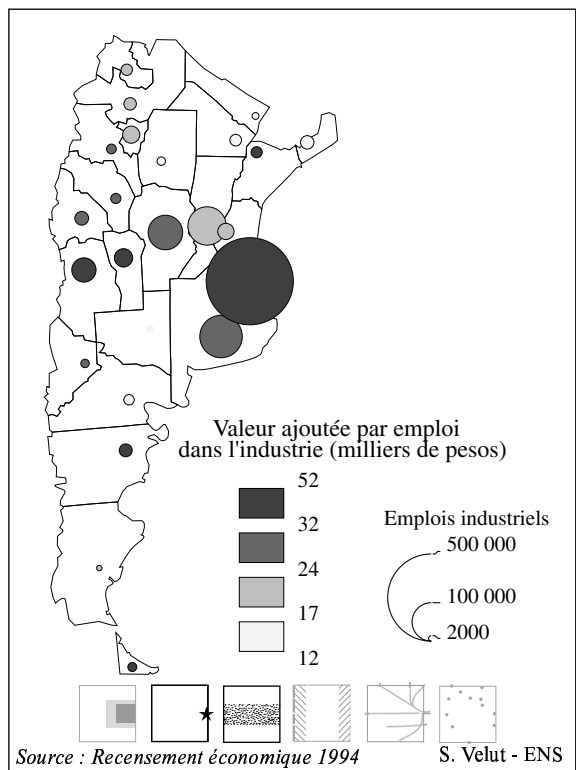 Valeur ajoutée par emploi
dans l'industrie (milliers de pesos)
52
32
24
17
12
Emplois industriels
500 000
100 000
2000
Source : Recensement économique 1994
S. Velut - ENS